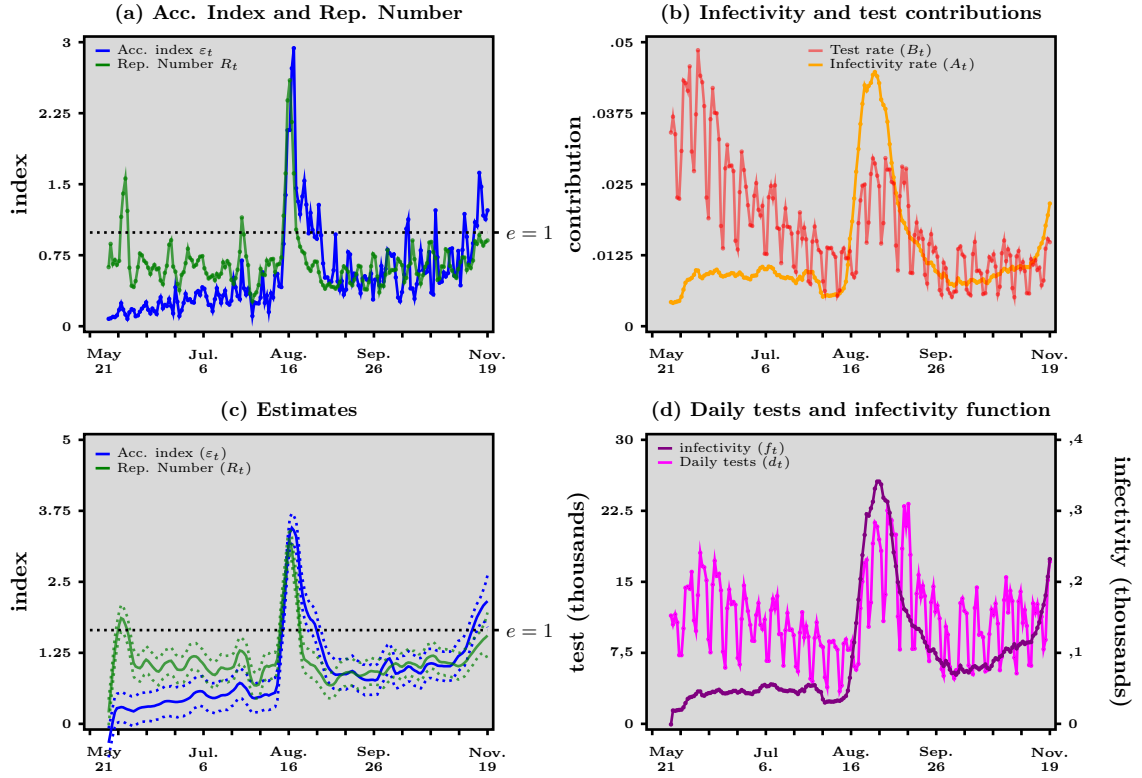 (a) Acc. Index and Rep. Number
3
2.25
1.5
0.75
0
index
Acc. index εt
Rep. Number Rt
e = 1
May 21
Jul. 6
Aug. 16
Sep. 26
Nov. 19
(b) Infectivity and test contributions
.05
.0375
.025
.0125
0
contribution
Test rate (Bt)
Infectivity rate (At)
May 21
Jul. 6
Aug. 16
Sep. 26
Nov. 19
(c) Estimates
5
3.75
2.5
1.25
0
index
Acc. index (εt)
Rep. Number (Rt)
e = 1
May 21
Jul. 6
Aug. 16
Sep. 26
Nov. 19
(d) Daily tests and infectivity function
30
22.5
15
7.5
0
test (thousands)
infectivity (ft)
Daily tests (dt)
,4
,3
,2
,1
0
infectivity (thousands)
May 21
Jul 6.
Aug. 16
Sep. 26
Nov. 19